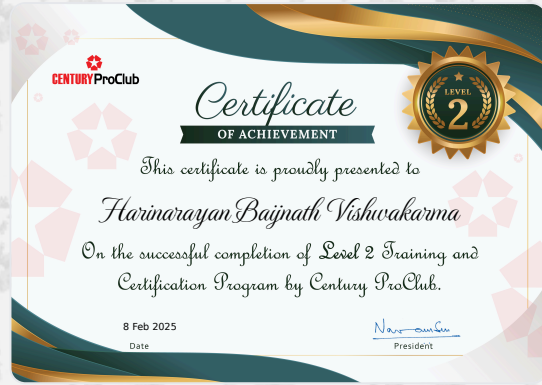 CENTURY ProClub
LEVEL
2
Certificate
OF ACHIEVEMENT
This certificate is proudly presented to
Harinarayan Baijnath Vishwakarma
On the successful completion of Level 2 Training and
Certification Program by Century ProClub.
8 Feb 2025
Date
President